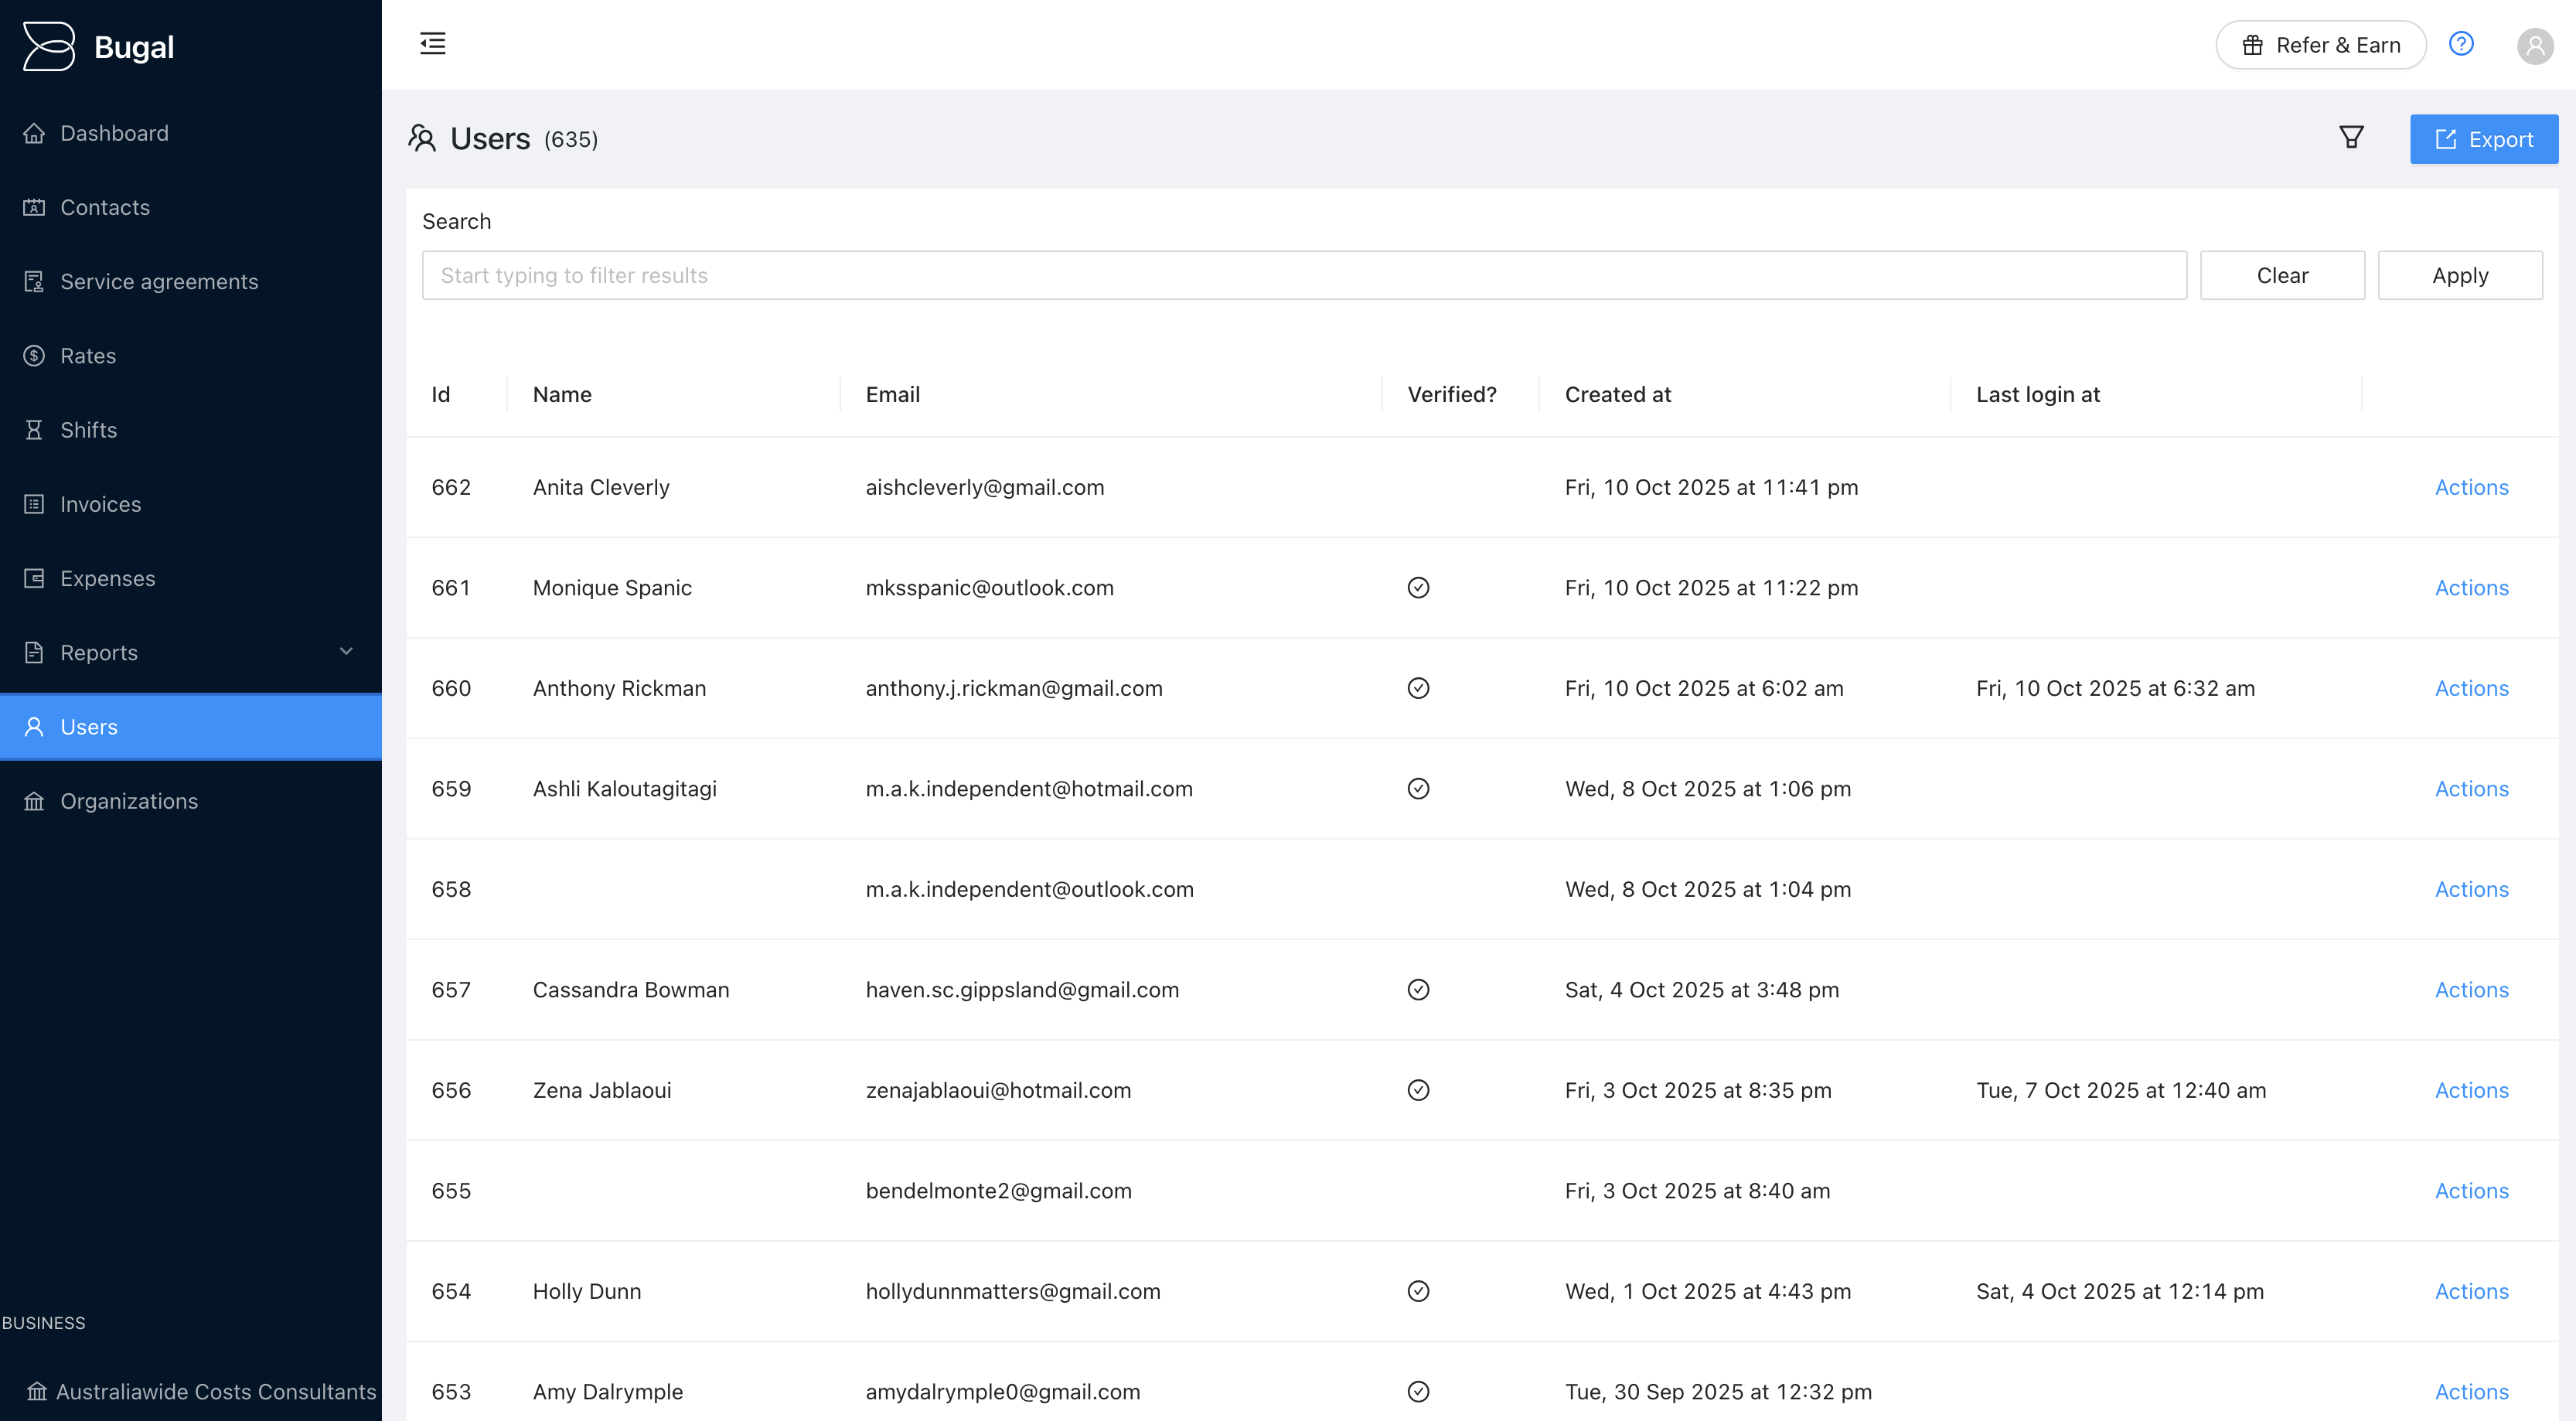 Bugal
Refer & Earn
Dashboard
Contacts
Service agreements
Rates
Shifts
Invoices
Expenses
Reports
Users
Organizations
BUSINESS
Australiawide Costs Consultants
Users (635)
Export
Search
Start typing to filter results
Clear
Apply
Id Name Email Verified? Created at Last login at
662 Anita Cleverly aishcleverly@gmail.com Fri, 10 Oct 2025 at 11:41 pm Actions
661 Monique Spanic mksspanic@outlook.com Fri, 10 Oct 2025 at 11:22 pm Actions
660 Anthony Rickman anthony.j.rickman@gmail.com Fri, 10 Oct 2025 at 6:02 am Fri, 10 Oct 2025 at 6:32 am Actions
659 Ashli Kaloutagitagi m.a.k.independent@hotmail.com Wed, 8 Oct 2025 at 1:06 pm Actions
658 m.a.k.independent@outlook.com Wed, 8 Oct 2025 at 1:04 pm Actions
657 Cassandra Bowman haven.sc.gippsland@gmail.com Sat, 4 Oct 2025 at 3:48 pm Actions
656 Zena Jablaoui zenajablaoui@hotmail.com Fri, 3 Oct 2025 at 8:35 pm Tue, 7 Oct 2025 at 12:40 am Actions
655 bendelmonte2@gmail.com Fri, 3 Oct 2025 at 8:40 am Actions
654 Holly Dunn hollydunnmatters@gmail.com Wed, 1 Oct 2025 at 4:43 pm Sat, 4 Oct 2025 at 12:14 pm Actions
653 Amy Dalrymple amydalrymple0@gmail.com Tue, 30 Sep 2025 at 12:32 pm Actions